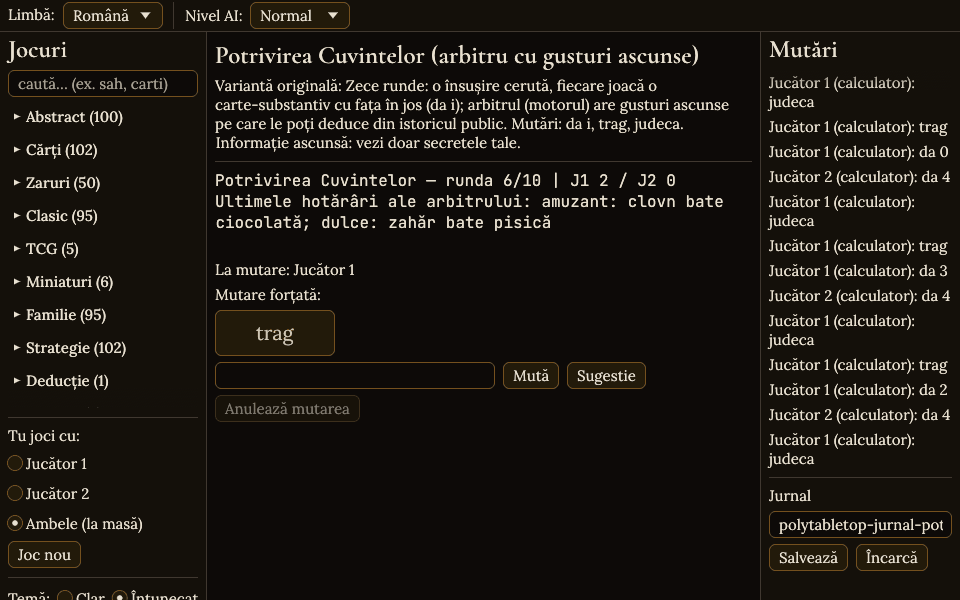 Limbă:
Română
Nivel AI:
Normal
Jocuri
caută... (ex. sah, carti)
Abstract (100)
Cărți (102)
Zaruri (50)
Clasic (95)
TCG (5)
Miniaturi (6)
Familie (95)
Strategie (102)
Deducție (1)
Tu joci cu:
Jucător 1
Jucător 2
Ambele (la masă)
Joc nou
Temă: Clar Întunecat
Potrivirea Cuvintelor (arbitru cu gusturi ascunse)
Variantă originală: Zece runde: o însușire cerută, fiecare joacă o
carte-substantiv cu fața în jos (da i); arbitrul (motorul) are gusturi ascunse
pe care le poți deduce din istoricul public. Mutări: da i, trag, judeca.
Informație ascunsă: vezi doar secretele tale.
Potrivirea Cuvintelor — runda 6/10 | J1 2 / J2 0
Ultimele hotărâri ale arbitrului: amuzant: clovn bate
ciocolată; dulce: zahăr bate pisică
La mutare: Jucător 1
Mutare forțată:
trag
Mută
Sugestie
Anulează mutarea
Mutări
Jucător 1 (calculator):
judeca
Jucător 1 (calculator): trag
Jucător 1 (calculator): da 0
Jucător 2 (calculator): da 4
Jucător 1 (calculator):
judeca
Jucător 1 (calculator): trag
Jucător 1 (calculator): da 3
Jucător 2 (calculator): da 4
Jucător 1 (calculator):
judeca
Jucător 1 (calculator): trag
Jucător 1 (calculator): da 2
Jucător 2 (calculator): da 4
Jucător 1 (calculator):
judeca
Jurnal
polytabletop-jurnal-pot
Salvează
Încarcă